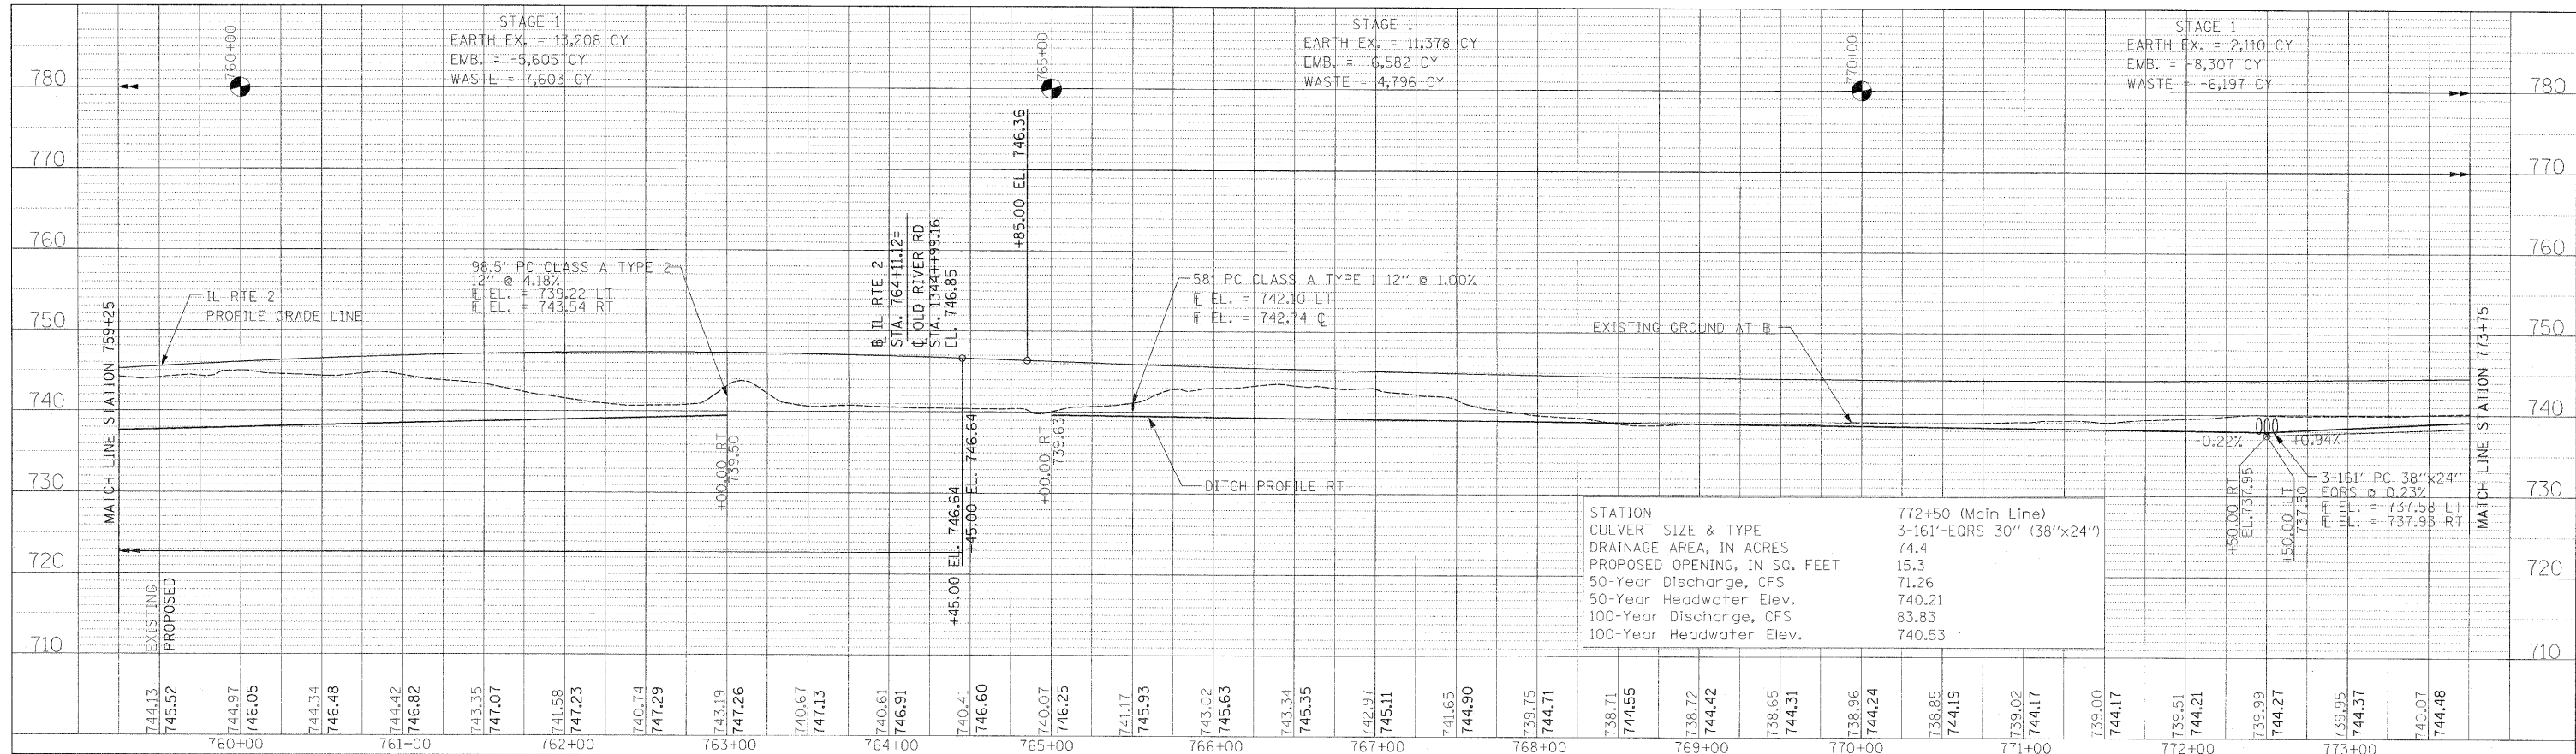 STAGE 1
EARTH EX. = 13,208 CY
EMB. = -5,605 CY
WASTE = 7,603 CY
STAGE 1
EARTH EX. = 11,378 CY
EMB. = -6,582 CY
WASTE = 4,796 CY
STAGE 1
EARTH EX. = 2,110 CY
EMB. = -8,307 CY
WASTE = -6,197 CY
760+00
765+00
770+00
780
770
760
750
740
730
720
710
780
770
760
750
740
730
720
710
MATCH LINE STATION 759+25
IL RTE 2
PROFILE GRADE LINE
98.5' PC CLASS A TYPE 2
12" @ 4.18%
FL EL. = 739.22 LT
FL EL. = 743.54 RT
B IL RTE 2
STA. 764+11.12=
CL OLD RIVER RD
STA. 1344+99.16
EL. 746.85
+85.00 EL. 746.36
58' PC CLASS A TYPE 1 12" @ 1.00%
FL EL. = 742.10 LT
FL EL. = 742.74 CL
EXISTING GROUND AT B
MATCH LINE STATION 773+75
+00.00 RT
739.50
+45.00 EL. 746.64
+45.00 EL. 746.64
+00.00 RT
739.63
DITCH PROFILE RT
-0.22%
+0.94%
+50.00 RT
EL.737.95
+50.00 LT
737.50
3-161' PC 38"x24"
EQRS @ 0.23%
FL EL. = 737.58 LT
FL EL. = 737.93 RT
STATION 772+50 (Main Line)
CULVERT SIZE & TYPE 3-161'-EQRS 30" (38"x24")
DRAINAGE AREA, IN ACRES 74.4
PROPOSED OPENING, IN SQ. FEET 15.3
50-Year Discharge, CFS 71.26
50-Year Headwater Elev. 740.21
100-Year Discharge, CFS 83.83
100-Year Headwater Elev. 740.53
EXISTING
PROPOSED
744.13
745.52
744.97
746.05
744.34
746.48
744.42
746.82
743.35
747.07
741.58
747.23
740.74
747.29
743.19
747.26
740.67
747.13
740.61
746.91
740.41
746.60
740.07
746.25
741.17
745.93
743.02
745.63
743.34
745.35
742.97
745.11
741.65
744.90
739.75
744.71
738.71
744.55
738.72
744.42
738.65
744.31
738.96
744.24
738.85
744.19
739.02
744.17
739.00
744.17
739.51
744.21
739.99
744.27
739.95
744.37
740.07
744.48
760+00
761+00
762+00
763+00
764+00
765+00
766+00
767+00
768+00
769+00
770+00
771+00
772+00
773+00